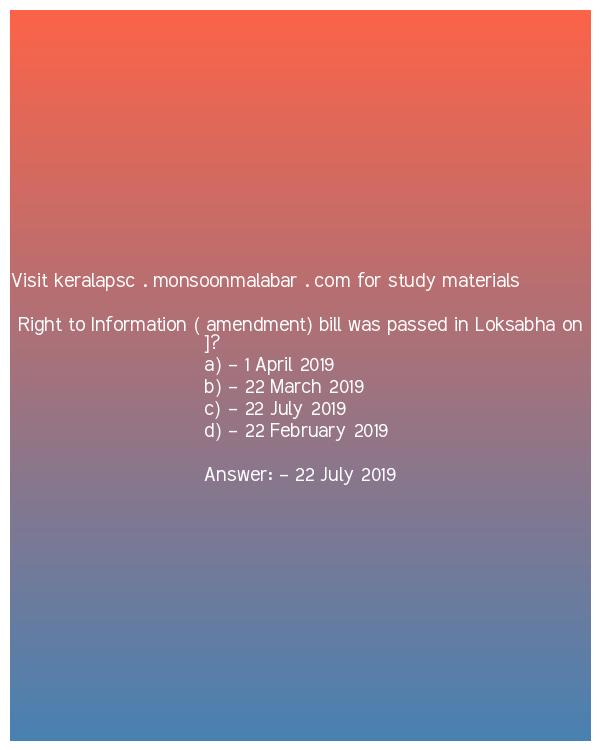 Visit keralapsc . monsoonmalabar . com for study materials
Right to Information ( amendment) bill was passed in Loksabha on
]?
a) - 1 April 2019
b) - 22 March 2019
c) - 22 July 2019
d) - 22 February 2019
Answer: - 22 July 2019